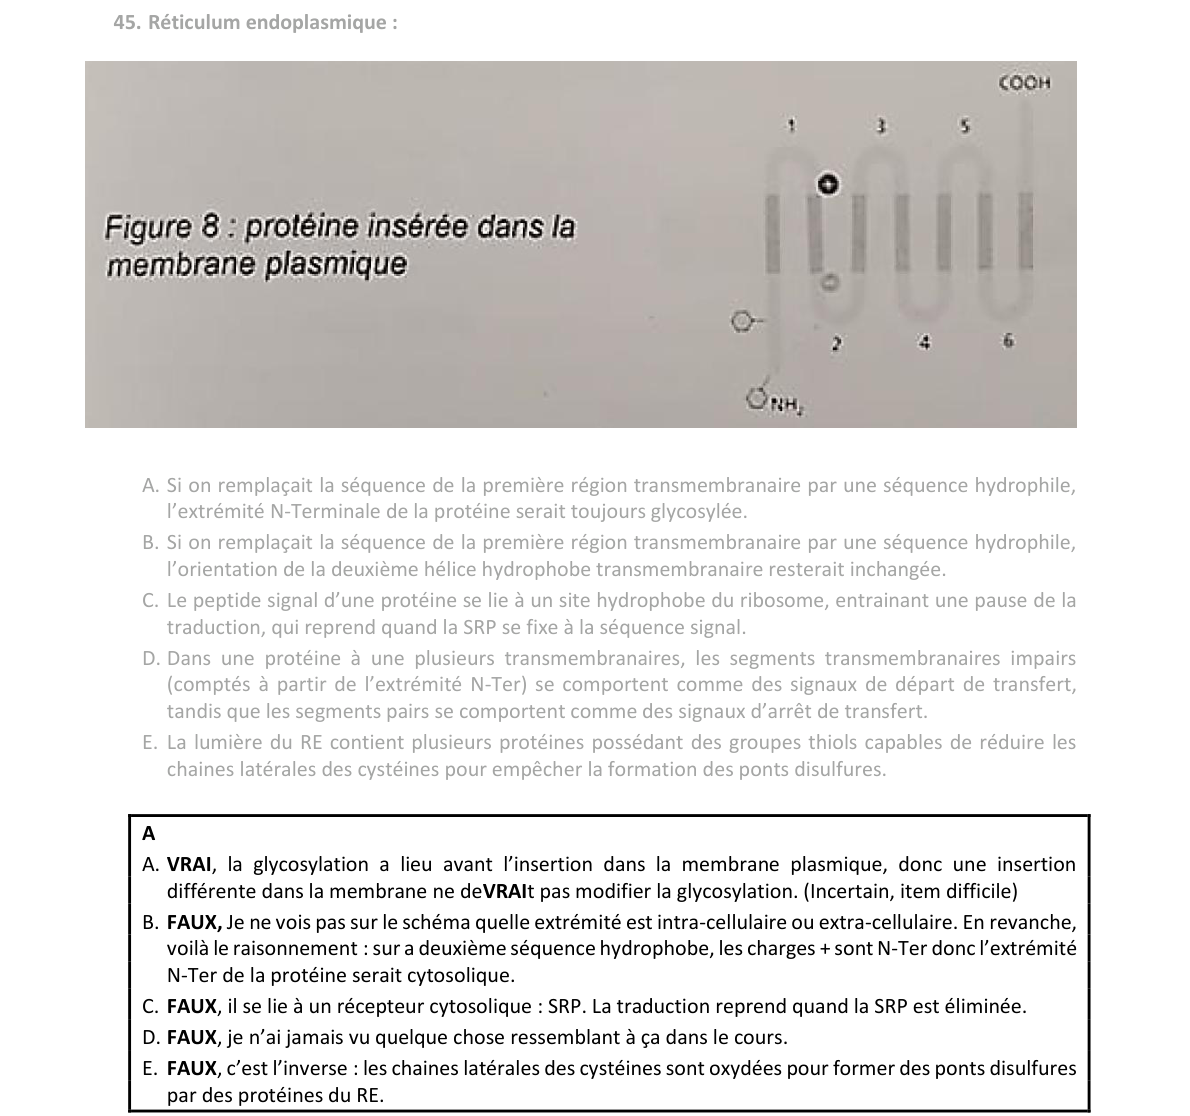 45. Réticulum endoplasmique :
COOH
1 3 5
+
Figure 8 : protéine insérée dans la
membrane plasmique
2 4 6
NH2
A. Si on remplaçait la séquence de la première région transmembranaire par une séquence hydrophile,
l’extrémité N-Terminale de la protéine serait toujours glycosylée.
B. Si on remplaçait la séquence de la première région transmembranaire par une séquence hydrophile,
l’orientation de la deuxième hélice hydrophobe transmembranaire resterait inchangée.
C. Le peptide signal d’une protéine se lie à un site hydrophobe du ribosome, entrainant une pause de la
traduction, qui reprend quand la SRP se fixe à la séquence signal.
D. Dans une protéine à une plusieurs transmembranaires, les segments transmembranaires impairs
(comptés à partir de l’extrémité N-Ter) se comportent comme des signaux de départ de transfert,
tandis que les segments pairs se comportent comme des signaux d’arrêt de transfert.
E. La lumière du RE contient plusieurs protéines possédant des groupes thiols capables de réduire les
chaines latérales des cystéines pour empêcher la formation des ponts disulfures.
A
A. VRAI, la glycosylation a lieu avant l’insertion dans la membrane plasmique, donc une insertion
différente dans la membrane ne deVRAIt pas modifier la glycosylation. (Incertain, item difficile)
B. FAUX, Je ne vois pas sur le schéma quelle extrémité est intra-cellulaire ou extra-cellulaire. En revanche,
voilà le raisonnement : sur a deuxième séquence hydrophobe, les charges + sont N-Ter donc l’extrémité
N-Ter de la protéine serait cytosolique.
C. FAUX, il se lie à un récepteur cytosolique : SRP. La traduction reprend quand la SRP est éliminée.
D. FAUX, je n’ai jamais vu quelque chose ressemblant à ça dans le cours.
E. FAUX, c’est l’inverse : les chaines latérales des cystéines sont oxydées pour former des ponts disulfures
par des protéines du RE.